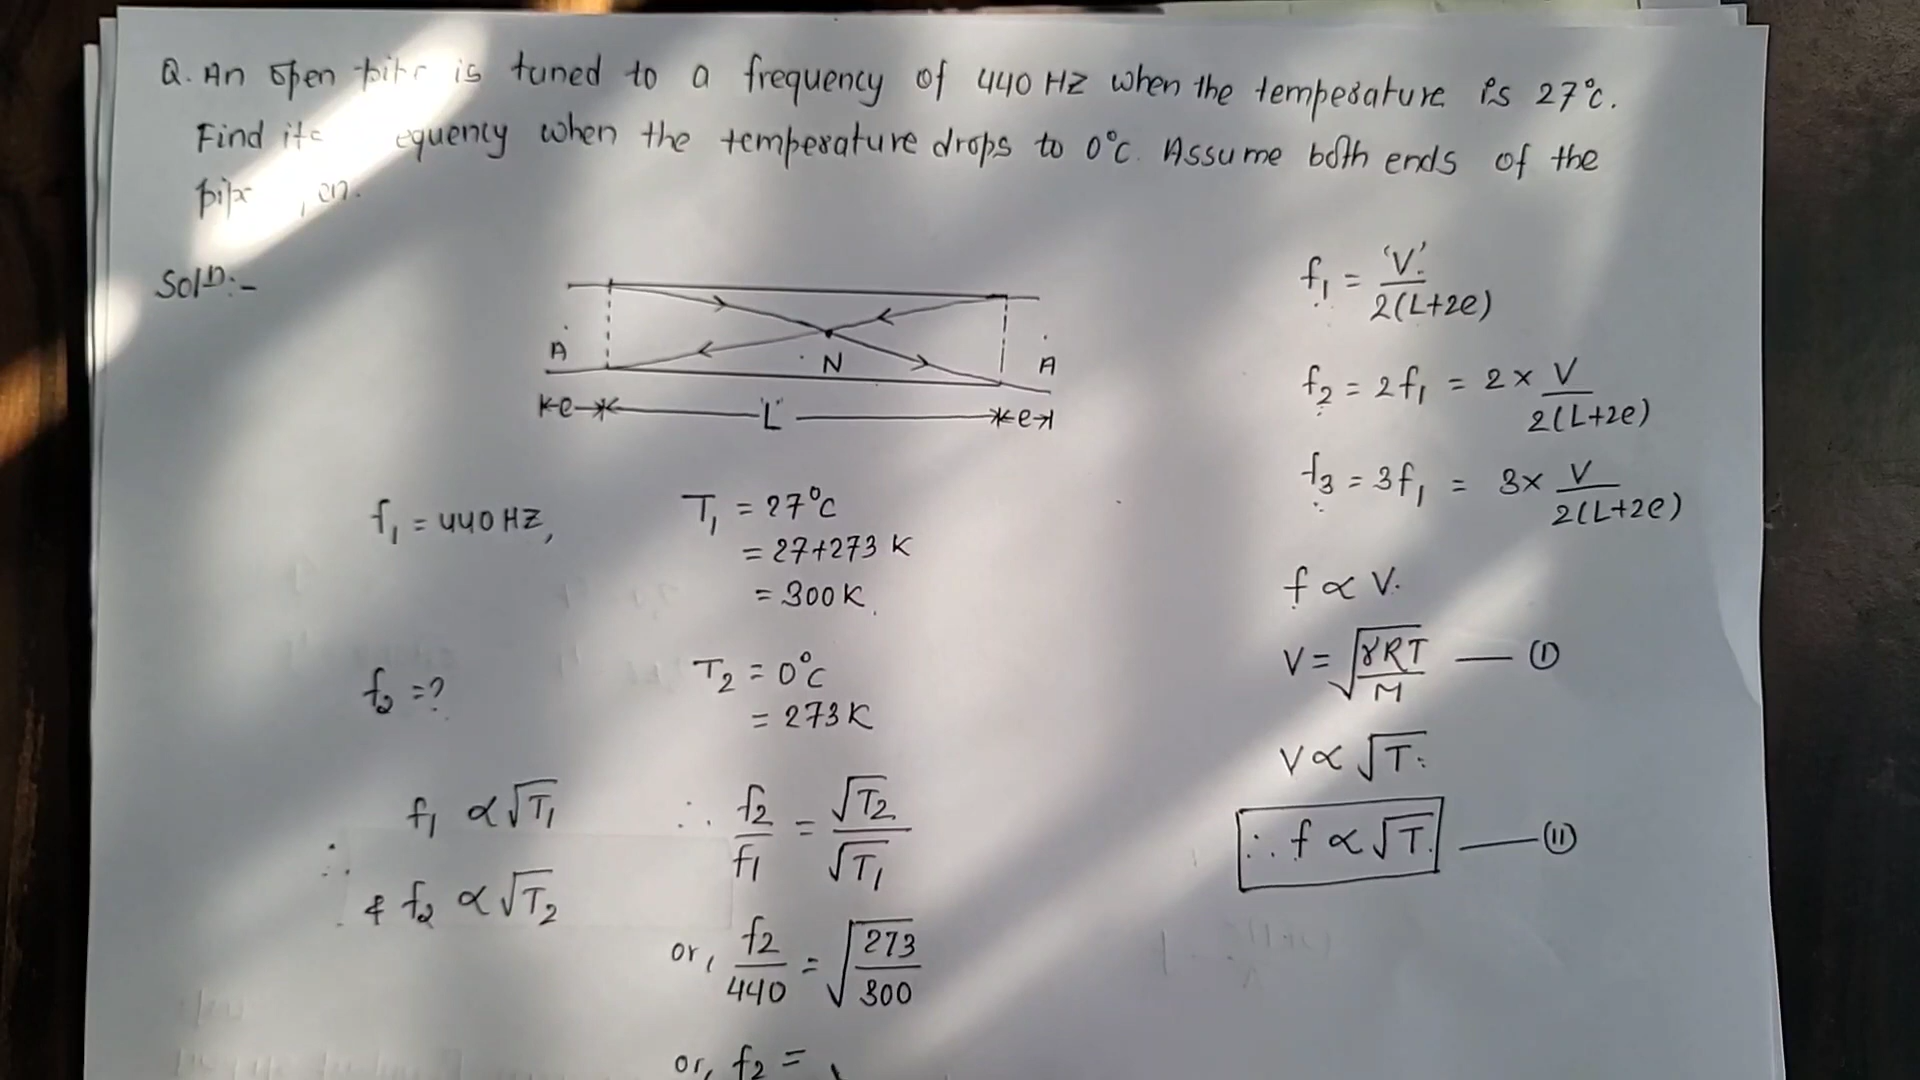 Q. An open pipe is tuned to a frequency of 440 HZ when the temperature is 27°C.
Find its equency when the temperature drops to 0°C. Assume both ends of the
Solⁿ:-
A N A
e L e
f₁ = 440 HZ,
T₁ = 27°C
= 27+273 K
= 300K
f₂ = ?
T₂ = 0°C
= 273K
f₁ ∝ √T₁
∴ & f₂ ∝ √T₂
∴ f₂/f₁ = √T₂/√T₁
or, f₂/440 = √(273/300)
or, f₂ = √
f₁ = 'V'/2(L+2e)
f₂ = 2f₁ = 2 × V/2(L+2e)
f₃ = 3f₁ = 3 × V/2(L+2e)
f ∝ V.
V = √(γRT/M) — (I)
V ∝ √T.
∴ f ∝ √T — (II)